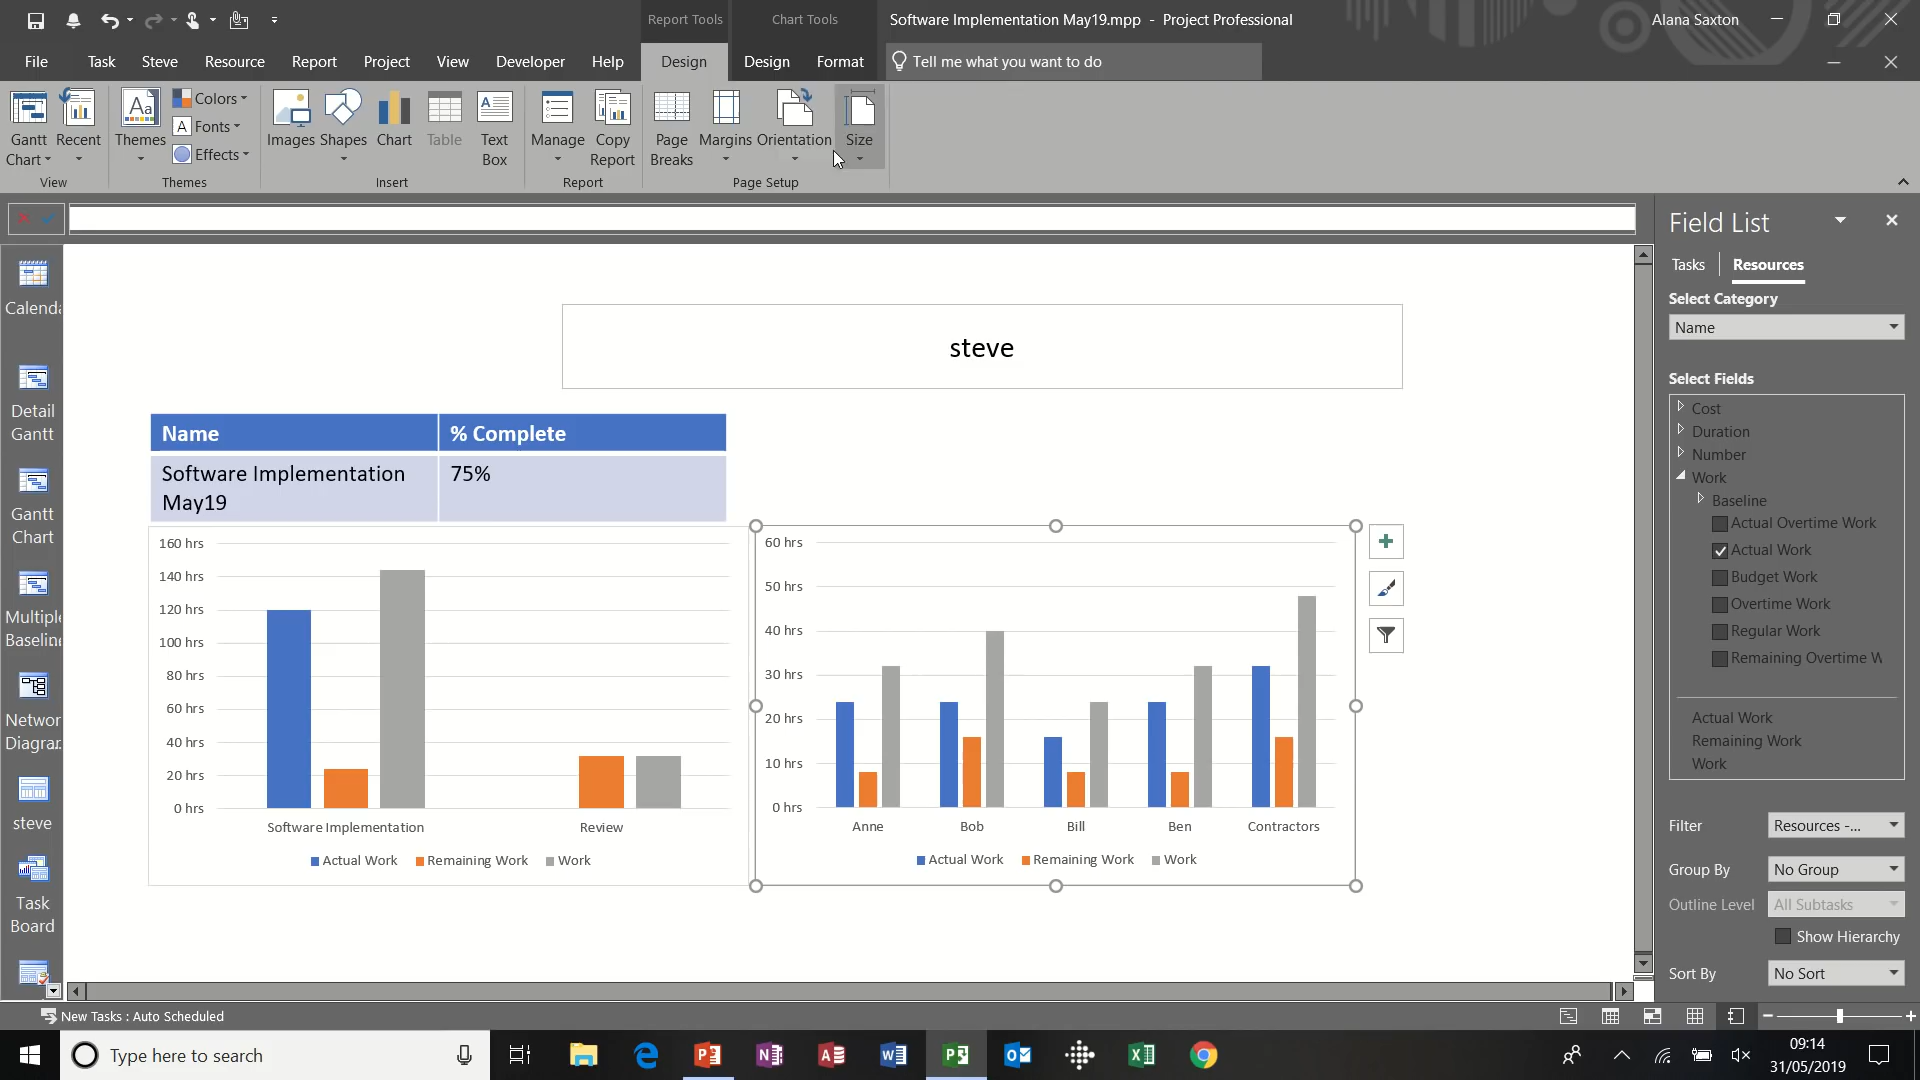 Report Tools
Chart Tools
Software Implementation May19.mpp - Project Professional
Alana Saxton
File
Task
Steve
Resource
Report
Project
View
Developer
Help
Design
Design
Format
Tell me what you want to do
Gantt
Chart
Recent
View
Aa
Themes
Colors
A Fonts
Effects
Themes
Images
Shapes
Chart
Table
Text
Box
Insert
Manage
Copy
Report
Report
Page
Breaks
Margins
Orientation
Size
Page Setup
Calenda
Detail
Gantt
Gantt
Chart
Multiple
Baselin
Networ
Diagra
steve
Task
Board
steve
Name
% Complete
Software Implementation
May19
75%
160 hrs
140 hrs
120 hrs
100 hrs
80 hrs
60 hrs
40 hrs
20 hrs
0 hrs
Software Implementation
Review
Actual Work
Remaining Work
Work
60 hrs
50 hrs
40 hrs
30 hrs
20 hrs
10 hrs
0 hrs
Anne
Bob
Bill
Ben
Contractors
Actual Work
Remaining Work
Work
Field List
Tasks
Resources
Select Category
Name
Select Fields
Cost
Duration
Number
Work
Baseline
Actual Overtime Work
Actual Work
Budget Work
Overtime Work
Regular Work
Remaining Overtime W
Actual Work
Remaining Work
Work
Filter
Resources -...
Group By
No Group
Outline Level
All Subtasks
Show Hierarchy
Sort By
No Sort
New Tasks : Auto Scheduled
Type here to search
09:14
31/05/2019